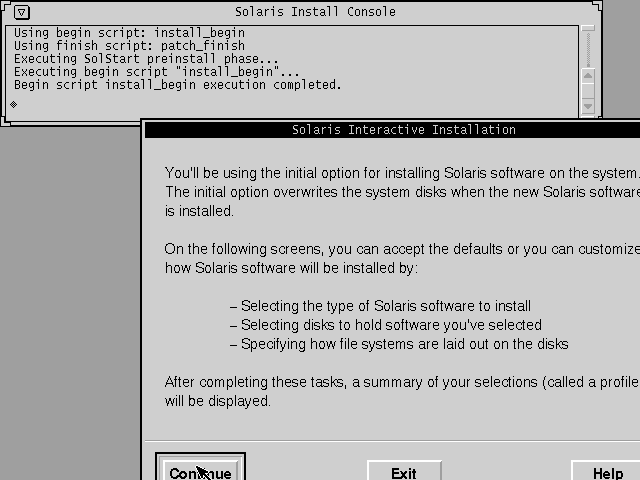 Solaris Install Console
Using begin script: install_begin
Using finish script: patch_finish
Executing SolStart preinstall phase...
Executing begin script "install_begin"...
Begin script install_begin execution completed.
Solaris Interactive Installation
You'll be using the initial option for installing Solaris software on the system.
The initial option overwrites the system disks when the new Solaris software
is installed.
On the following screens, you can accept the defaults or you can customize
how Solaris software will be installed by:
– Selecting the type of Solaris software to install
– Selecting disks to hold software you've selected
– Specifying how file systems are laid out on the disks
After completing these tasks, a summary of your selections (called a profile
will be displayed.
Continue
Exit
Help